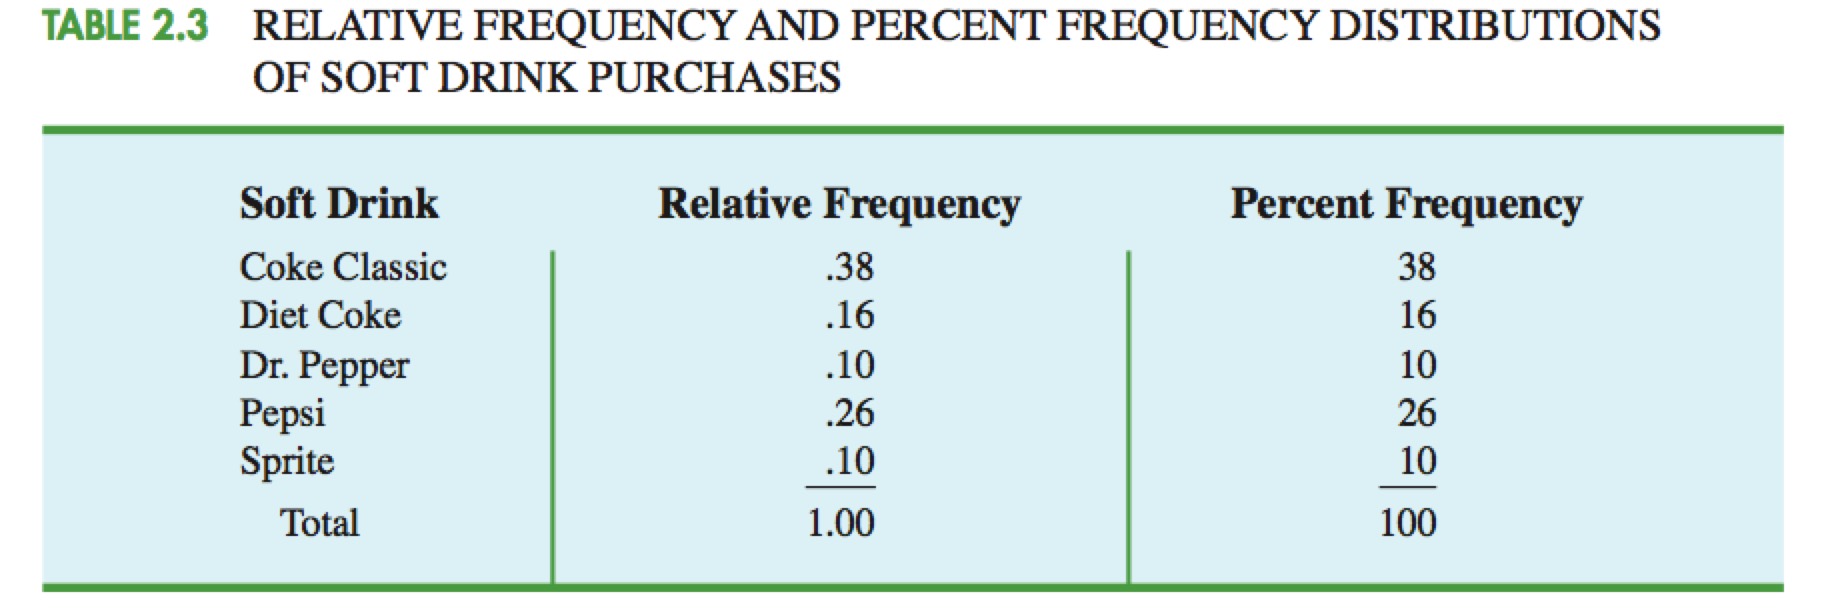 TABLE 2.3 RELATIVE FREQUENCY AND PERCENT FREQUENCY DISTRIBUTIONS
OF SOFT DRINK PURCHASES
Soft Drink Relative Frequency Percent Frequency
Coke Classic .38 38
Diet Coke .16 16
Dr. Pepper .10 10
Pepsi .26 26
Sprite .10 10
Total 1.00 100